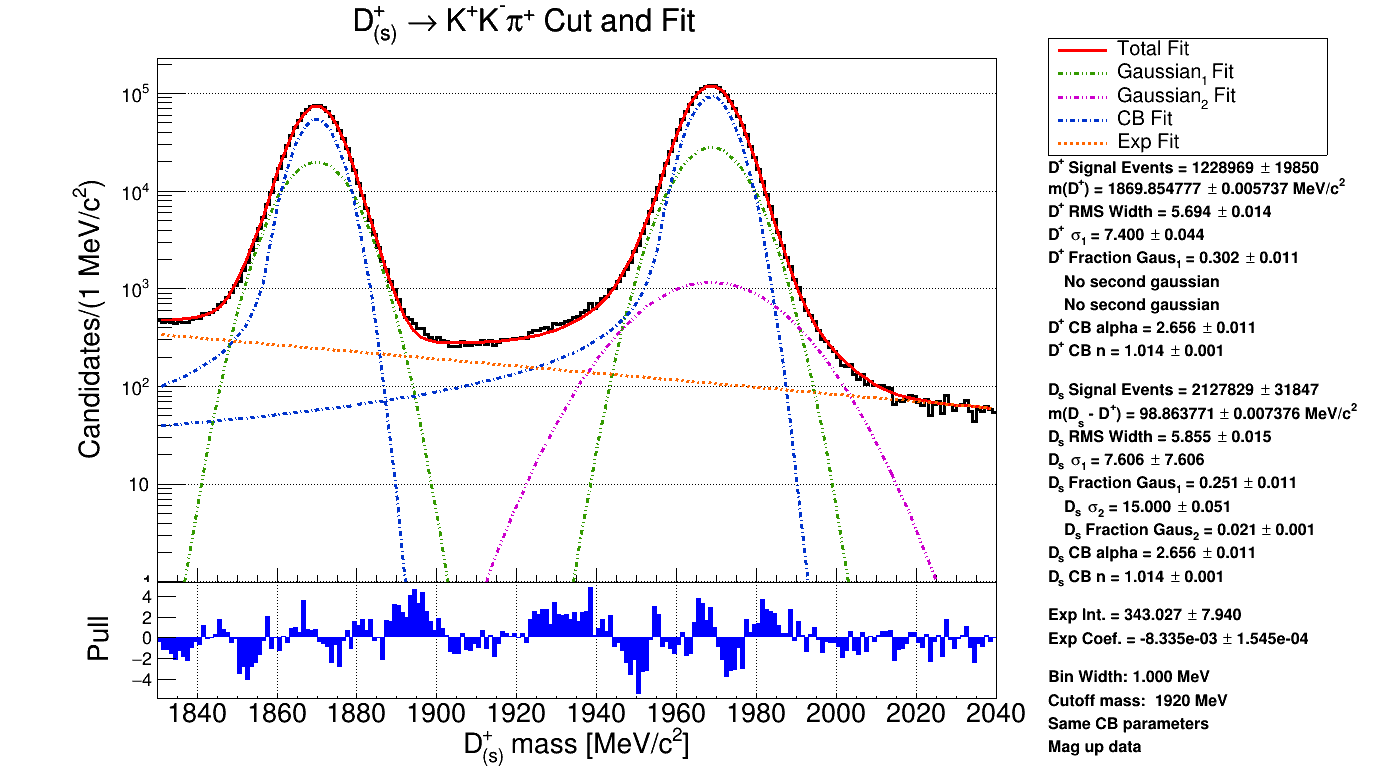 D⁺₍ₛ₎ → K⁺K⁻π⁺ Cut and Fit
Candidates/(1 MeV/c²)
10⁵
10⁴
10³
10²
10
1
Pull
4
2
0
−2
−4
1840 1860 1880 1900 1920 1940 1960 1980 2000 2020 2040
D⁺₍ₛ₎ mass [MeV/c²]
Total Fit
Gaussian₁ Fit
Gaussian₂ Fit
CB Fit
Exp Fit
D⁺ Signal Events = 1228969 ± 19850
m(D⁺) = 1869.854777 ± 0.005737 MeV/c²
D⁺ RMS Width = 5.694 ± 0.014
D⁺ σ₁ = 7.400 ± 0.044
D⁺ Fraction Gaus₁ = 0.302 ± 0.011
No second gaussian
No second gaussian
D⁺ CB alpha = 2.656 ± 0.011
D⁺ CB n = 1.014 ± 0.001
Dₛ Signal Events = 2127829 ± 31847
m(Dₛ - D⁺) = 98.863771 ± 0.007376 MeV/c²
Dₛ RMS Width = 5.855 ± 0.015
Dₛ σ₁ = 7.606 ± 7.606
Dₛ Fraction Gaus₁ = 0.251 ± 0.011
Dₛ σ₂ = 15.000 ± 0.051
Dₛ Fraction Gaus₂ = 0.021 ± 0.001
Dₛ CB alpha = 2.656 ± 0.011
Dₛ CB n = 1.014 ± 0.001
Exp Int. = 343.027 ± 7.940
Exp Coef. = -8.335e-03 ± 1.545e-04
Bin Width: 1.000 MeV
Cutoff mass: 1920 MeV
Same CB parameters
Mag up data